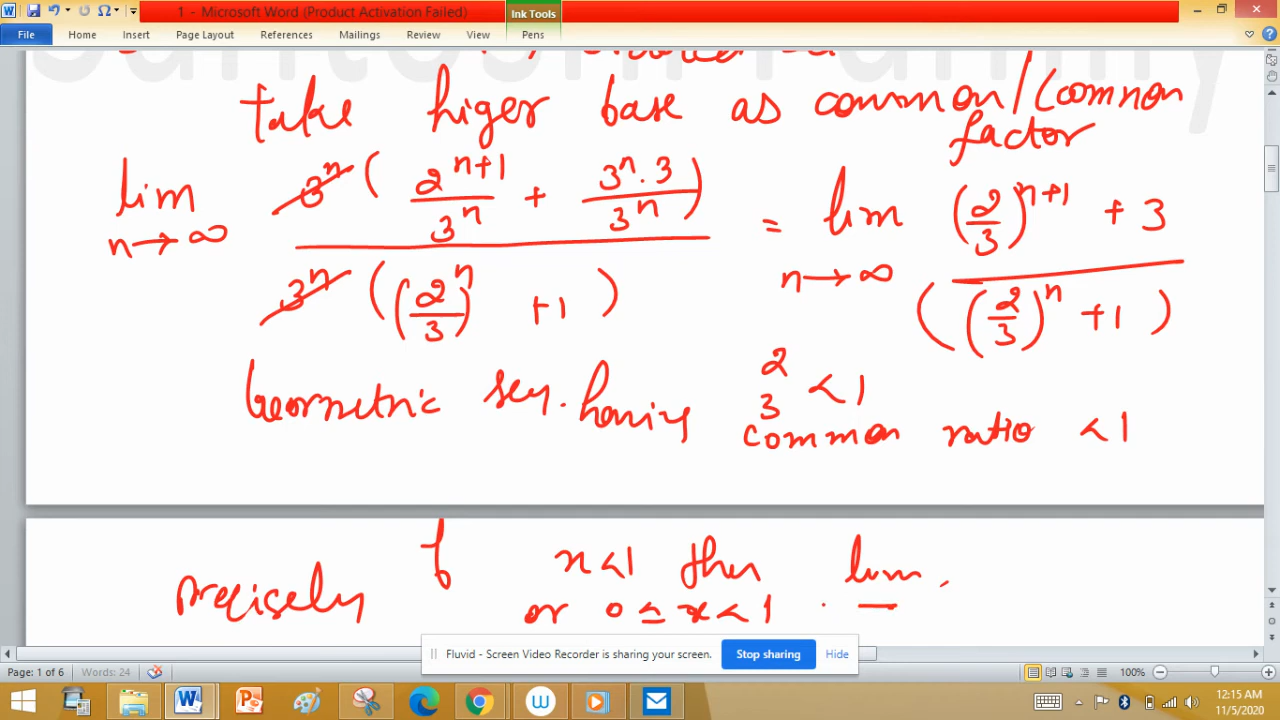 1 - Microsoft Word (Product Activation Failed)
Ink Tools
File Home Insert Page Layout References Mailings Review View Pens
take higer base as common/common factor
lim n→∞ 3^n ( 2^(n+1)/3^n + 3^n · 3/3^n ) / 3^n ( (2/3)^n + 1 ) = lim n→∞ (2/3)^(n+1) + 3 / ( (2/3)^n + 1 )
Geometric seq. having 2/3 < 1
common ratio < 1
precisely if x < 1 then lim
or 0 ≤ x < 1
Fluvid - Screen Video Recorder is sharing your screen. Stop sharing Hide
Page: 1 of 6 Words: 24 100%
12:15 AM
11/5/2020